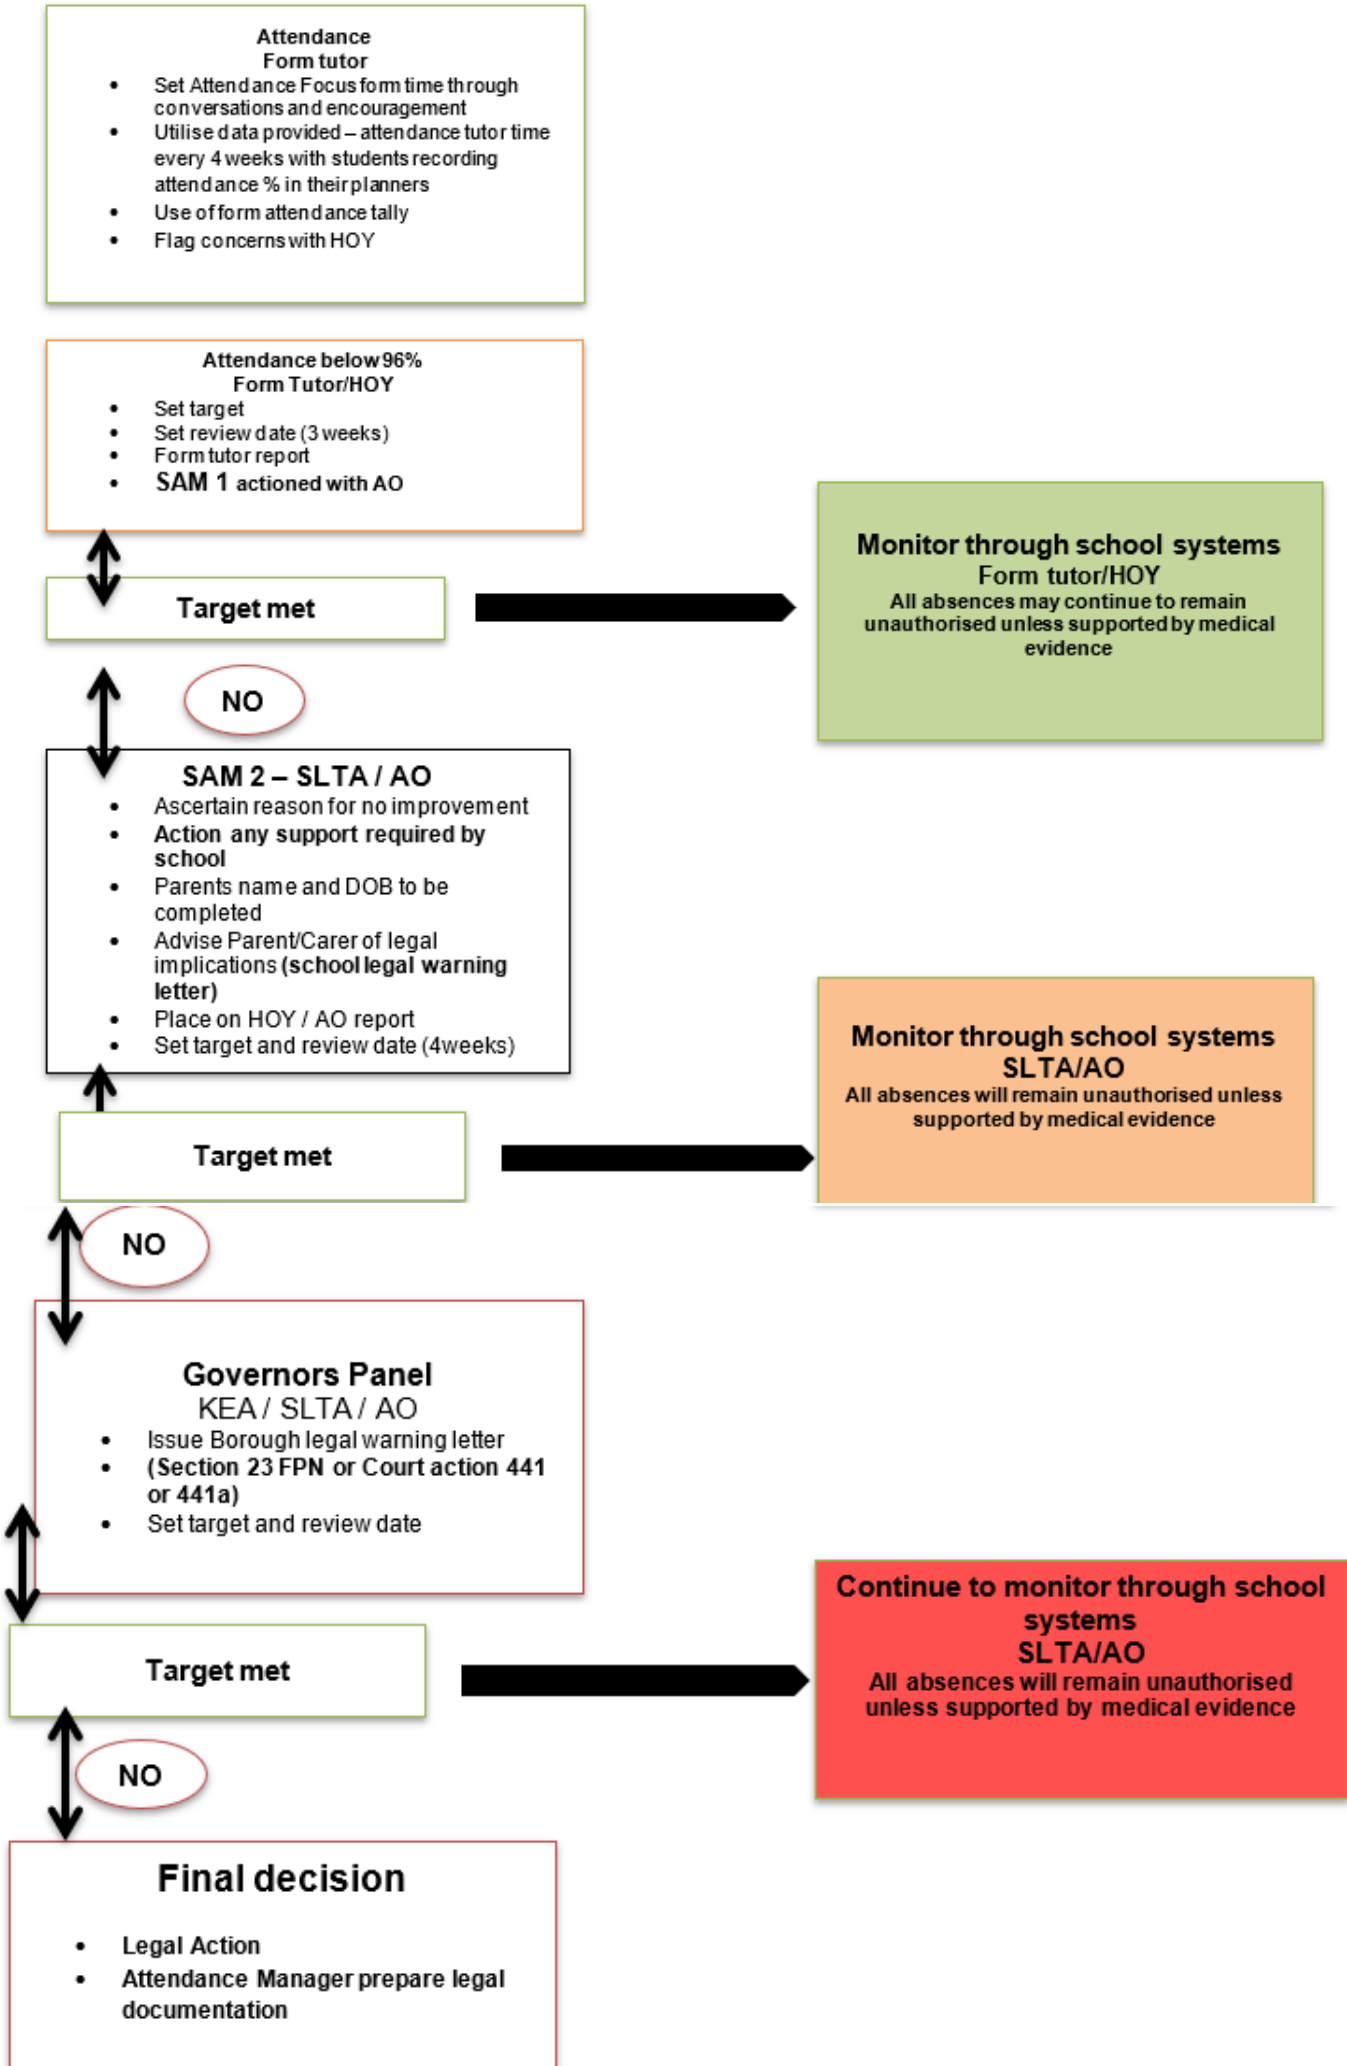 Attendance
Form tutor
• Set Attendance Focus form time through
conversations and encouragement
• Utilise data provided – attendance tutor time
every 4 weeks with students recording
attendance % in their planners
• Use of form attendance tally
• Flag concerns with HOY
Attendance below 96%
Form Tutor/HOY
• Set target
• Set review date (3 weeks)
• Form tutor report
• SAM 1 actioned with AO
Target met
Monitor through school systems
Form tutor/HOY
All absences may continue to remain
unauthorised unless supported by medical
evidence
NO
SAM 2 – SLTA / AO
• Ascertain reason for no improvement
• Action any support required by
school
• Parents name and DOB to be
completed
• Advise Parent/Carer of legal
implications (school legal warning
letter)
• Place on HOY / AO report
• Set target and review date (4weeks)
Target met
Monitor through school systems
SLTA/AO
All absences will remain unauthorised unless
supported by medical evidence
NO
Governors Panel
KEA / SLTA / AO
• Issue Borough legal warning letter
• (Section 23 FPN or Court action 441
or 441a)
• Set target and review date
Target met
Continue to monitor through school
systems
SLTA/AO
All absences will remain unauthorised
unless supported by medical evidence
NO
Final decision
• Legal Action
• Attendance Manager prepare legal
documentation